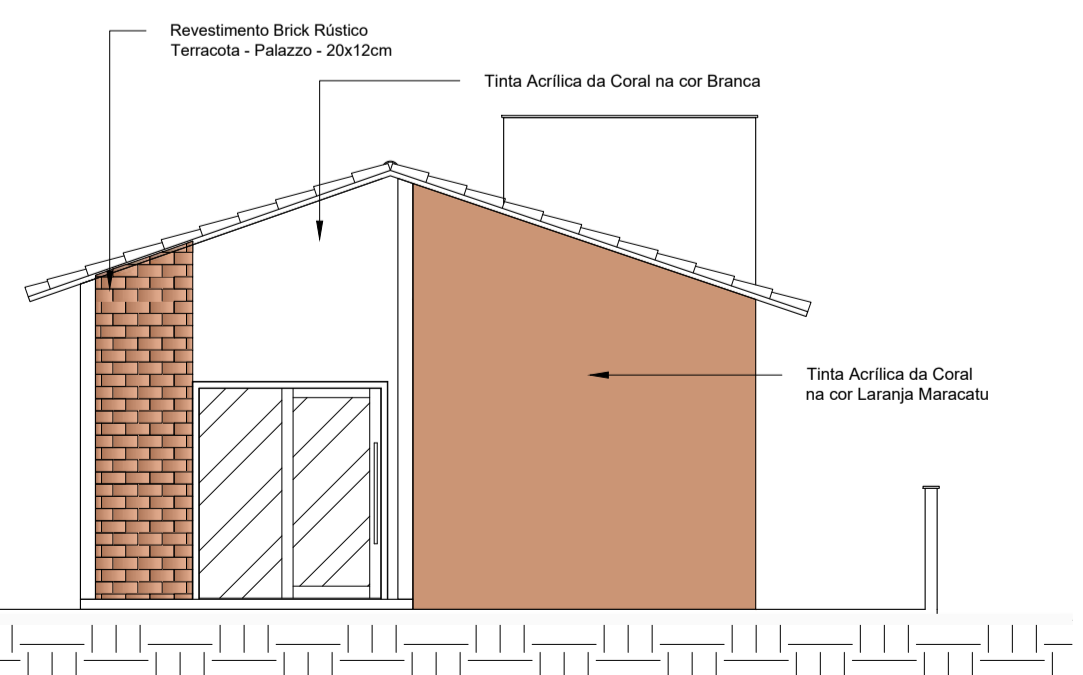 Revestimento Brick Rústico
Terracota - Palazzo - 20x12cm
Tinta Acrílica da Coral na cor Branca
Tinta Acrílica da Coral
na cor Laranja Maracatu